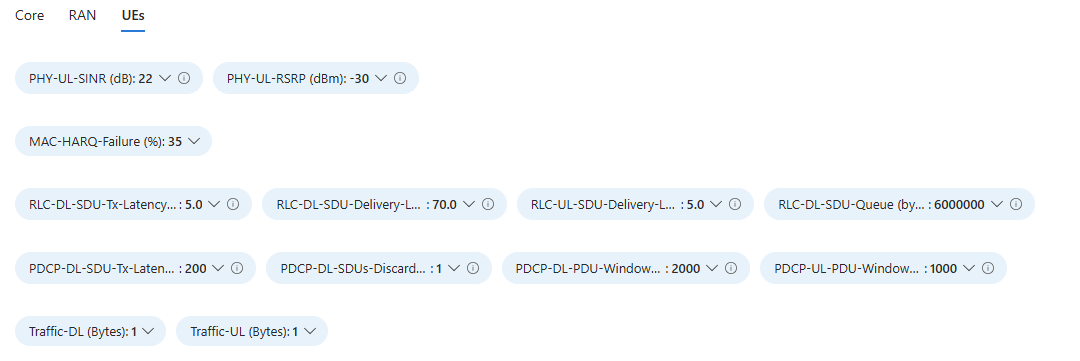 Core RAN UEs
PHY-UL-SINR (dB): 22 PHY-UL-RSRP (dBm): -30
MAC-HARQ-Failure (%): 35
RLC-DL-SDU-Tx-Latency... : 5.0 RLC-DL-SDU-Delivery-L... : 70.0 RLC-UL-SDU-Delivery-L... : 5.0 RLC-DL-SDU-Queue (by... : 6000000
PDCP-DL-SDU-Tx-Laten... : 200 PDCP-DL-SDUs-Discard... : 1 PDCP-DL-PDU-Window... : 2000 PDCP-UL-PDU-Window... : 1000
Traffic-DL (Bytes): 1 Traffic-UL (Bytes): 1